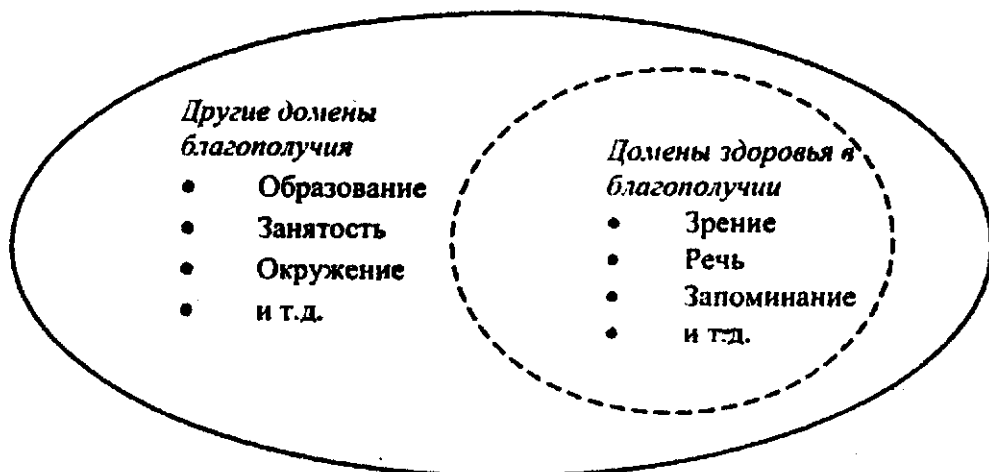 Другие домены
благополучия
• Образование
• Занятость
• Окружение
• и т.д.
Домены здоровья в
благополучии
• Зрение
• Речь
• Запоминание
• и т.д.